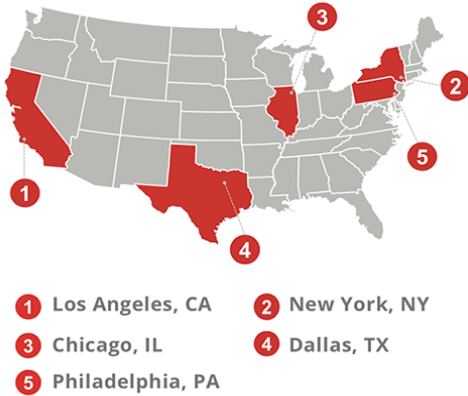 3
2
5
1
4
1 Los Angeles, CA
2 New York, NY
3 Chicago, IL
4 Dallas, TX
5 Philadelphia, PA